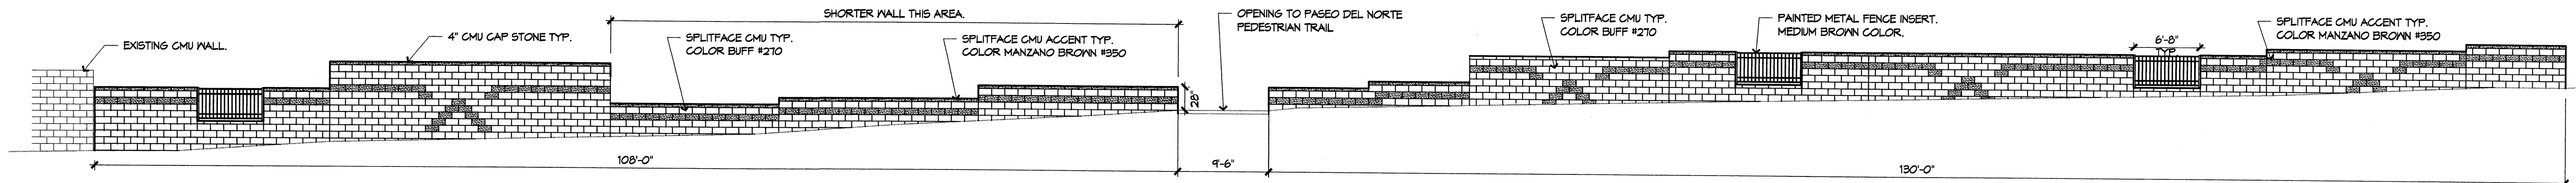 EXISTING CMU WALL.
4" CMU CAP STONE TYP.
SHORTER WALL THIS AREA.
SPLITFACE CMU TYP.
COLOR BUFF #270
SPLITFACE CMU ACCENT TYP.
COLOR MANZANO BROWN #350
28"
OPENING TO PASEO DEL NORTE
PEDESTRIAN TRAIL
SPLITFACE CMU TYP.
COLOR BUFF #270
PAINTED METAL FENCE INSERT.
MEDIUM BROWN COLOR.
6'-8"
TYP
SPLITFACE CMU ACCENT TYP.
COLOR MANZANO BROWN #350
108'-0"
9'-6"
130'-0"